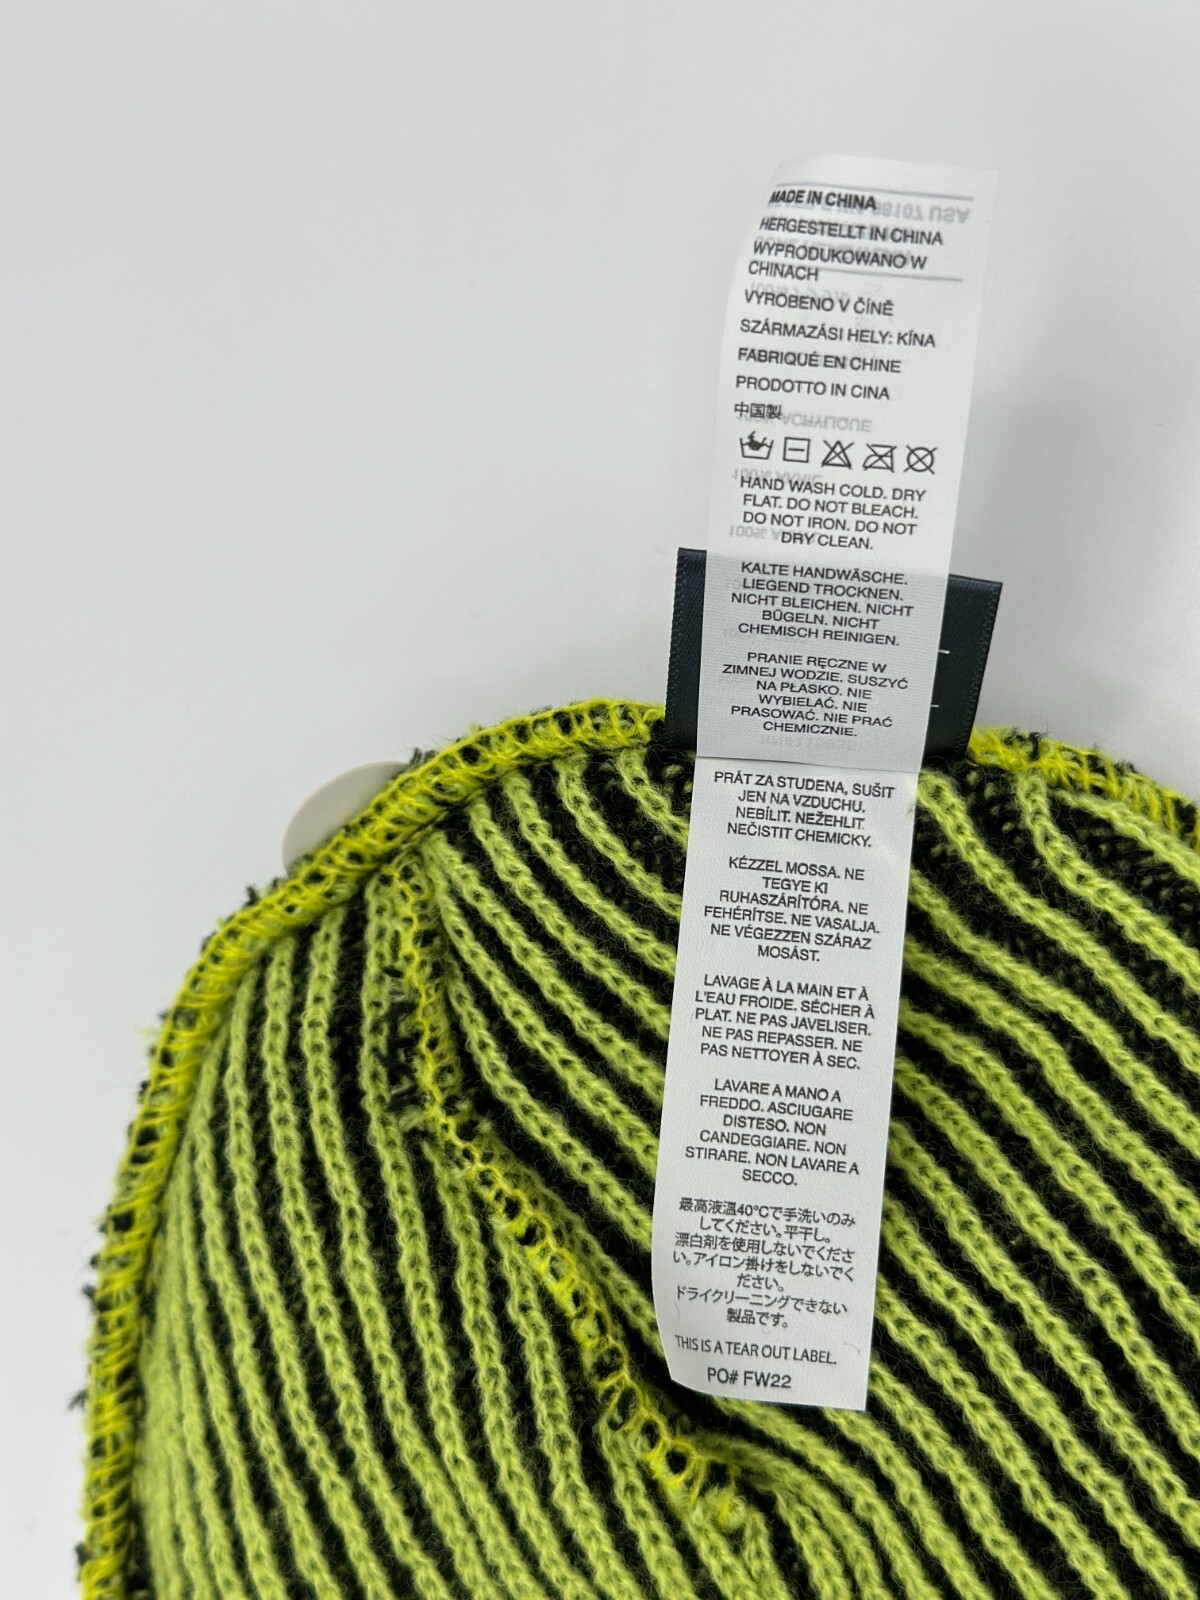 MADE IN CHINA
HERGESTELLT IN CHINA
WYPRODUKOWANO W
CHINACH
VYROBENO V ČÍNĚ
SZÁRMAZÁSI HELY: KÍNA
FABRIQUÉ EN CHINE
PRODOTTO IN CINA
中国製
HAND WASH COLD. DRY
FLAT. DO NOT BLEACH.
DO NOT IRON. DO NOT
DRY CLEAN.
KALTE HANDWÄSCHE.
LIEGEND TROCKNEN.
NICHT BLEICHEN. NICHT
BÜGELN. NICHT
CHEMISCH REINIGEN.
PRANIE RĘCZNE W
ZIMNEJ WODZIE. SUSZYĆ
NA PŁASKO. NIE
WYBIELAĆ. NIE
PRASOWAĆ. NIE PRAĆ
CHEMICZNIE.
PRÁT ZA STUDENA, SUŠIT
JEN NA VZDUCHU.
NEBÍLIT. NEŽEHLIT.
NEČISTIT CHEMICKY.
KÉZZEL MOSSA. NE
TEGYE KI
RUHASZÁRÍTÓRA. NE
FEHÉRÍTSE. NE VASALJA.
NE VÉGEZZEN SZÁRAZ
MOSÁST.
LAVAGE À LA MAIN ET À
L'EAU FROIDE. SÉCHER À
PLAT. NE PAS JAVELISER.
NE PAS REPASSER. NE
PAS NETTOYER À SEC.
LAVARE A MANO A
FREDDO. ASCIUGARE
DISTESO. NON
CANDEGGIARE. NON
STIRARE. NON LAVARE A
SECCO.
最高液温40°Cで手洗いのみ
してください。平干し。
漂白剤を使用しないでくださ
い。アイロン掛けをしないでく
ださい。
ドライクリーニングできない
製品です。
THIS IS A TEAR OUT LABEL.
PO# FW22